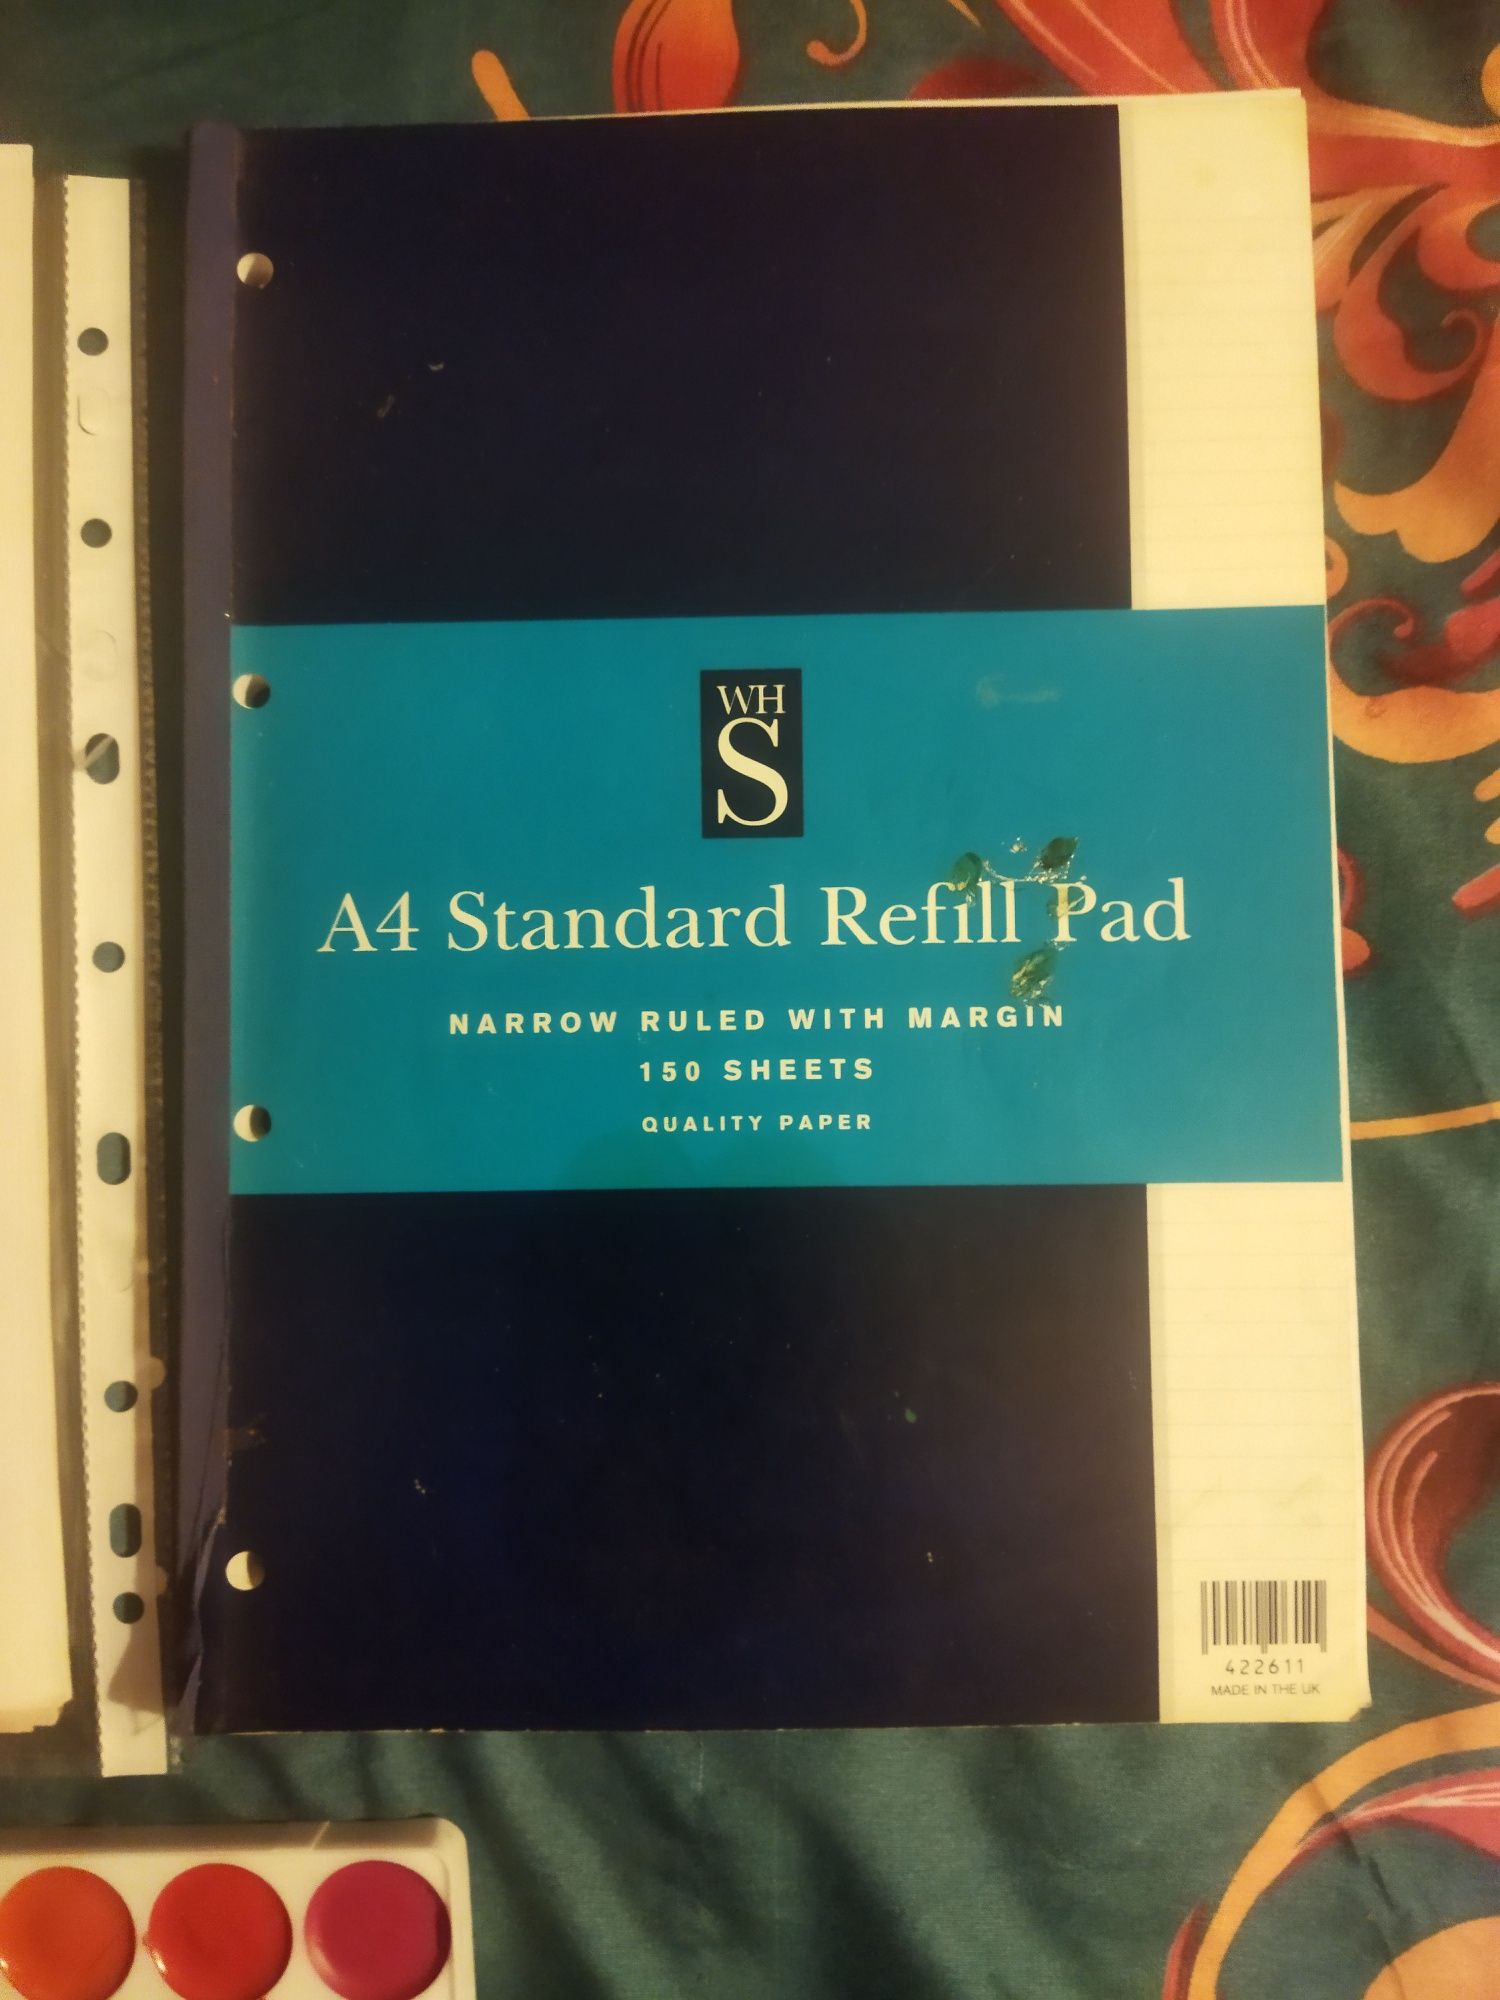 WH
S
A4 Standard Refill Pad
NARROW RULED WITH MARGIN
150 SHEETS
QUALITY PAPER
422611
MADE IN THE UK